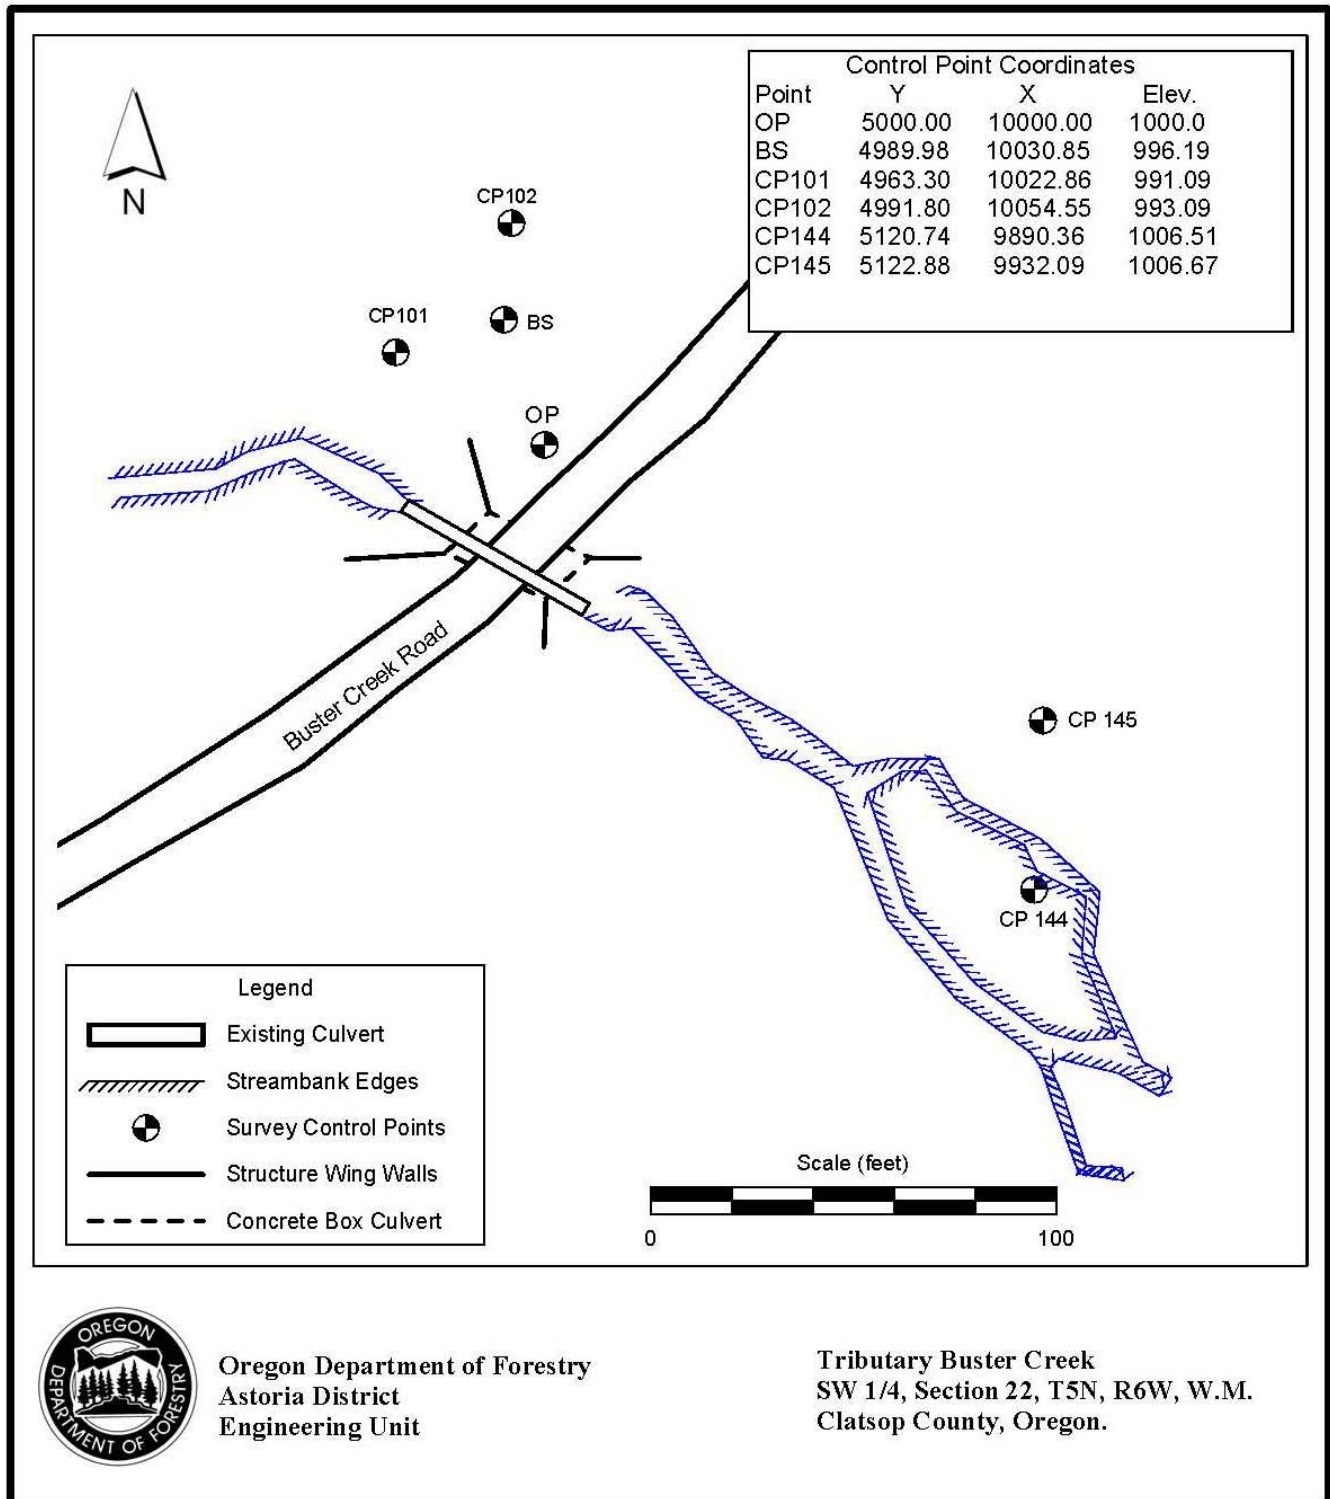 Control Point Coordinates
Point Y X Elev.
OP 5000.00 10000.00 1000.0
BS 4989.98 10030.85 996.19
CP101 4963.30 10022.86 991.09
CP102 4991.80 10054.55 993.09
CP144 5120.74 9890.36 1006.51
CP145 5122.88 9932.09 1006.67
N
CP102
CP101
BS
OP
Buster Creek Road
CP 145
CP 144
Legend
Existing Culvert
Streambank Edges
Survey Control Points
Structure Wing Walls
Concrete Box Culvert
Scale (feet)
0 100
OREGON
DEPARTMENT OF FORESTRY
Oregon Department of Forestry
Astoria District
Engineering Unit
Tributary Buster Creek
SW 1/4, Section 22, T5N, R6W, W.M.
Clatsop County, Oregon.